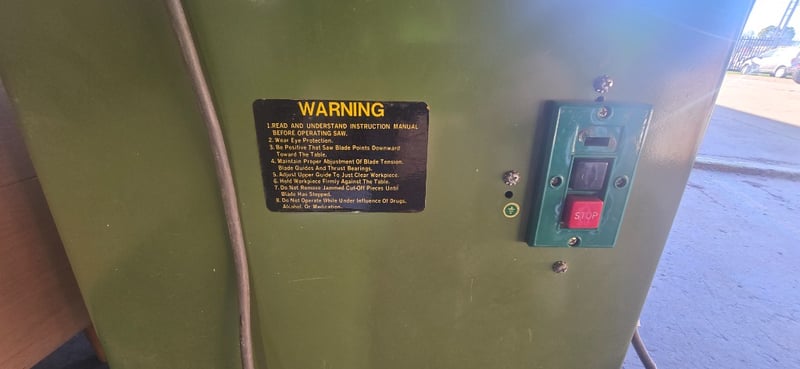 WARNING
1.READ AND UNDERSTAND INSTRUCTION MANUAL
BEFORE OPERATING SAW.
2. Wear Eye Protection.
3. Be Positive That Saw Blade Points Downward
Toward The Table.
4. Maintain Proper Adjustment Of Blade Tension,
Blade Guides And Thrust Bearings.
5. Adjust Upper Guide To Just Clear Workpiece.
6. Hold Workpiece Firmly Against The Table.
7. Do Not Remove Jammed Cut-Off Pieces Until
Blade Has Stopped.
8. Do Not Operate While Under Influence Of Drugs,
Alcohol, Or Medication.
STOP